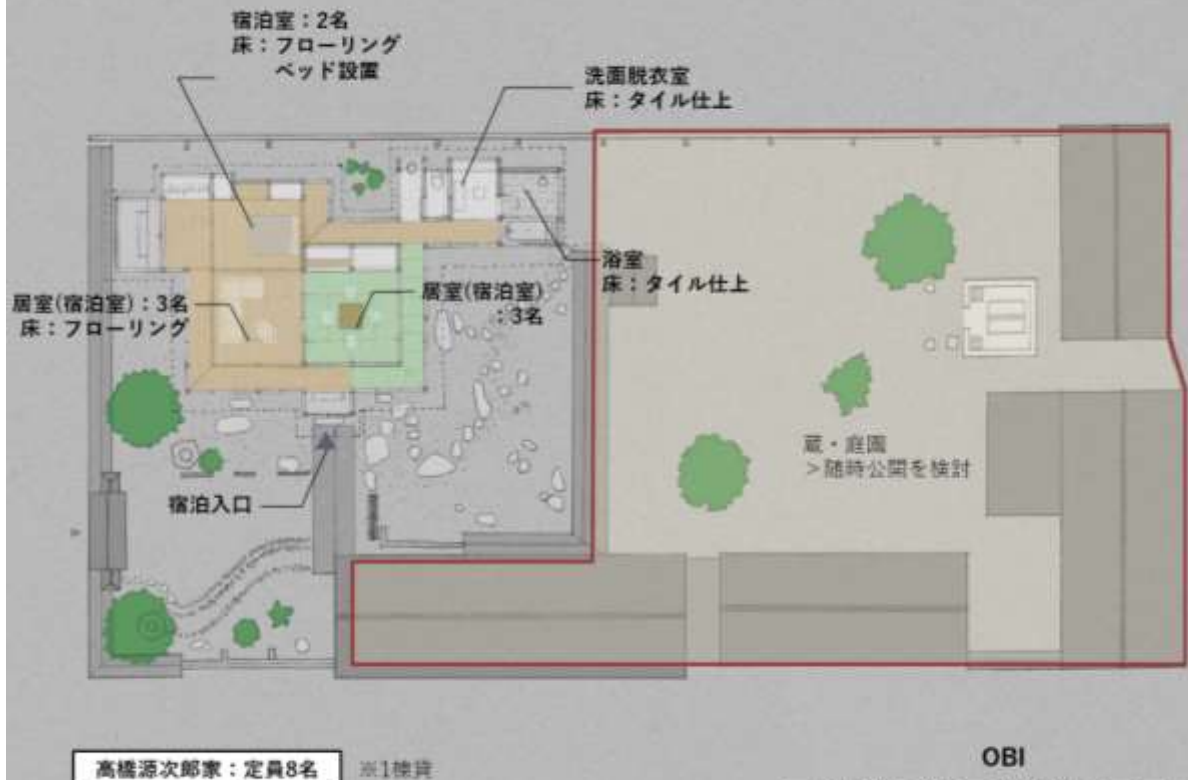 宿泊室：2名
床：フローリング
ベッド設置
洗面脱衣室
床：タイル仕上
浴室
床：タイル仕上
居室(宿泊室)：3名
床：フローリング
居室(宿泊室)
：3名
蔵・庭園
>随時公開を検討
宿泊入口
高橋源次郎家：定員8名
※1棟貸
OBI